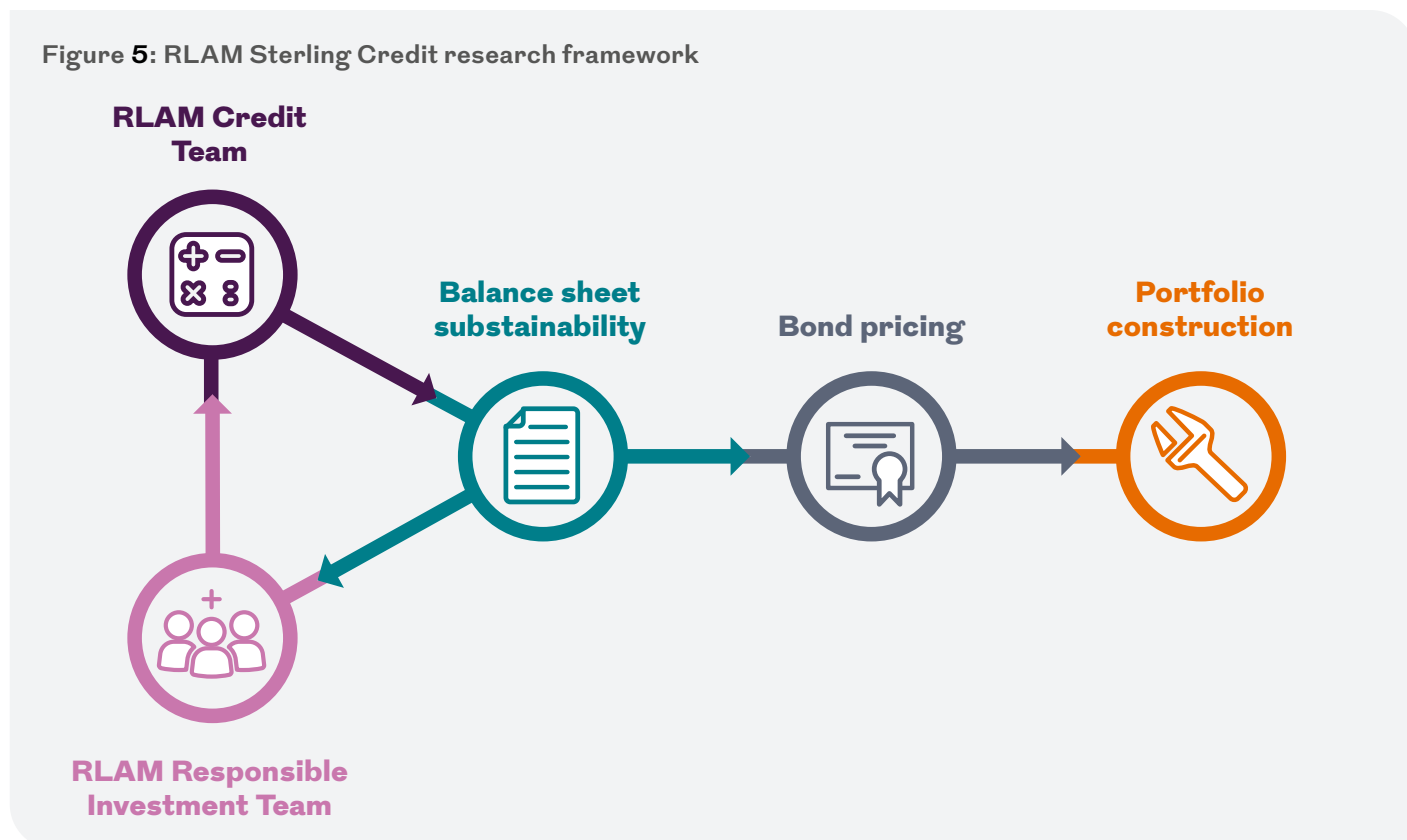 Figure 5: RLAM Sterling Credit research framework
RLAM Credit
Team
Balance sheet
substainability
Bond pricing
Portfolio
construction
RLAM Responsible
Investment Team